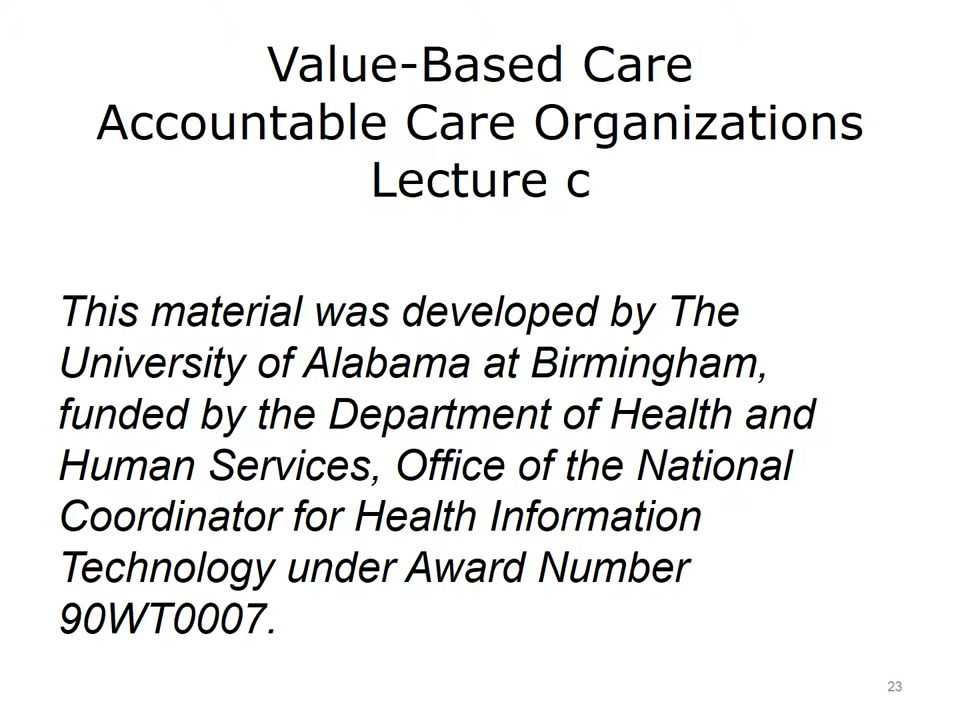 Value-Based Care
Accountable Care Organizations
Lecture c
This material was developed by The
University of Alabama at Birmingham,
funded by the Department of Health and
Human Services, Office of the National
Coordinator for Health Information
Technology under Award Number
90WT0007.
23